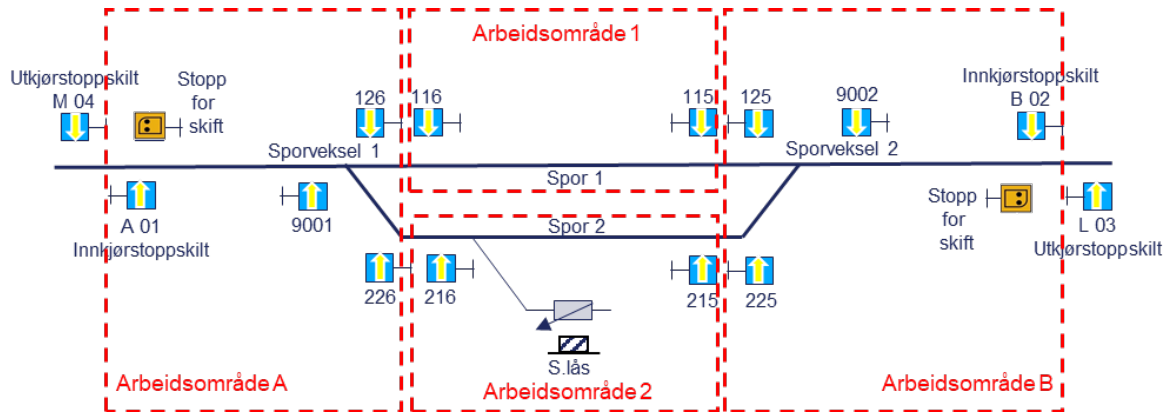 Arbeidsområde 1
Utkjørstoppskilt
M 04
Stopp
for
skift
126
116
115
125
9002
Innkjørstoppskilt
B 02
Sporveksel 1
Sporveksel 2
Spor 1
A 01
Innkjørstoppskilt
9001
Stopp
for
skift
L 03
Utkjørstoppskilt
Spor 2
226
216
215
225
S.lås
Arbeidsområde A
Arbeidsområde 2
Arbeidsområde B